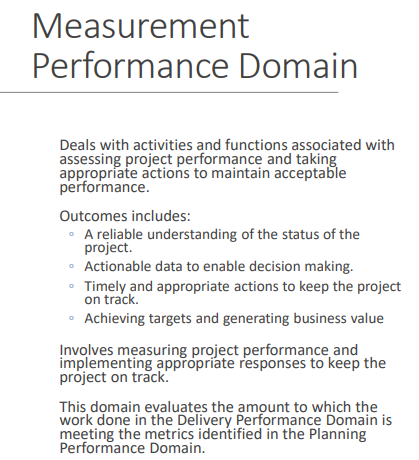 Measurement
Performance Domain
Deals with activities and functions associated with
assessing project performance and taking
appropriate actions to maintain acceptable
performance.
Outcomes includes:
◦ A reliable understanding of the status of the
project.
◦ Actionable data to enable decision making.
◦ Timely and appropriate actions to keep the project
on track.
◦ Achieving targets and generating business value
Involves measuring project performance and
implementing appropriate responses to keep the
project on track.
This domain evaluates the amount to which the
work done in the Delivery Performance Domain is
meeting the metrics identified in the Planning
Performance Domain.